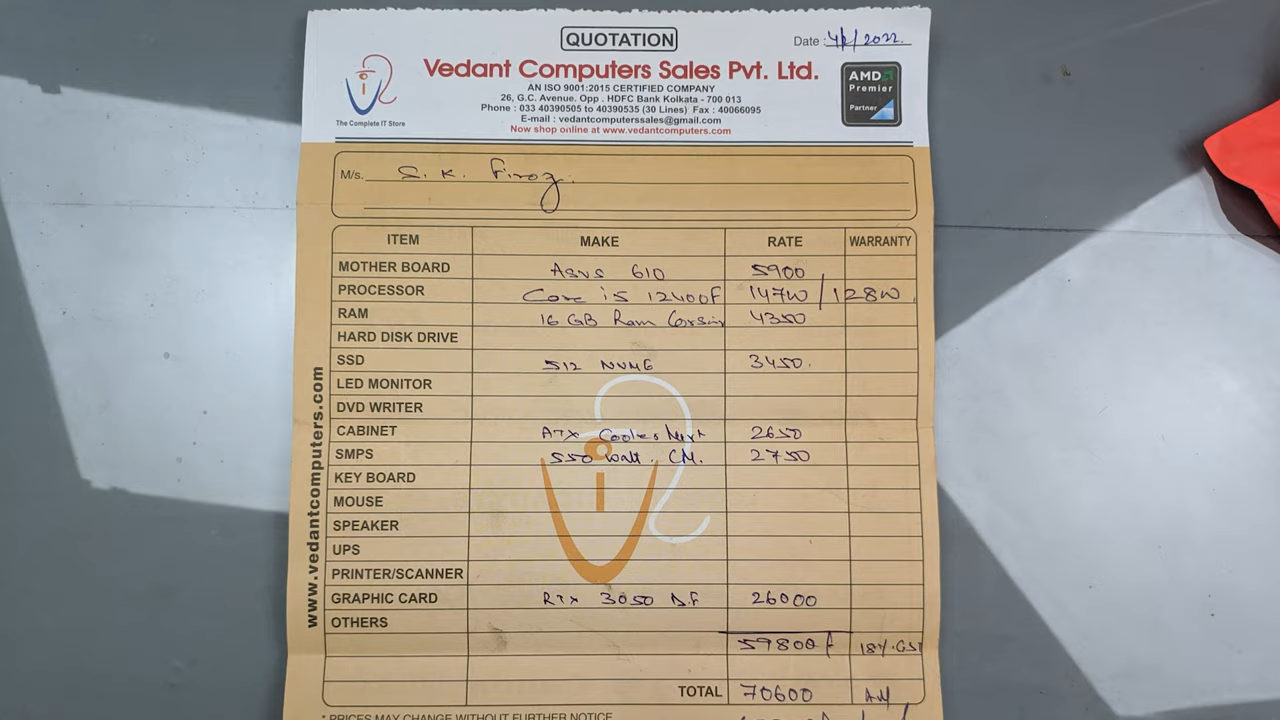 QUOTATION
Date : 4/2/2022.
Vedant Computers Sales Pvt. Ltd.
AN ISO 9001:2015 CERTIFIED COMPANY
26, G.C. Avenue. Opp . HDFC Bank Kolkata - 700 013
Phone : 033 40390505 to 40390535 (30 Lines) Fax : 40066095
E-mail : vedantcomputerssales@gmail.com
Now shop online at www.vedantcomputers.com
The Complete IT Store
AMD
Premier
Partner
M/s. S. K. Firoz.
ITEM MAKE RATE WARRANTY
MOTHER BOARD Asus 610 5900
PROCESSOR Core i5 12400F 14700 / 12800
RAM 16 GB Ram Corsair 4350
HARD DISK DRIVE
SSD 512 NVME 3450.
LED MONITOR
DVD WRITER
CABINET ATX Cooler 2650
SMPS 550 Watt. CM. 2750
KEY BOARD
MOUSE
SPEAKER
UPS
PRINTER/SCANNER
GRAPHIC CARD RTX 3050 26000
OTHERS
59800/- 18% GST
TOTAL 70600
* PRICES MAY CHANGE WITHOUT FURTHER NOTICE
www.vedantcomputers.com